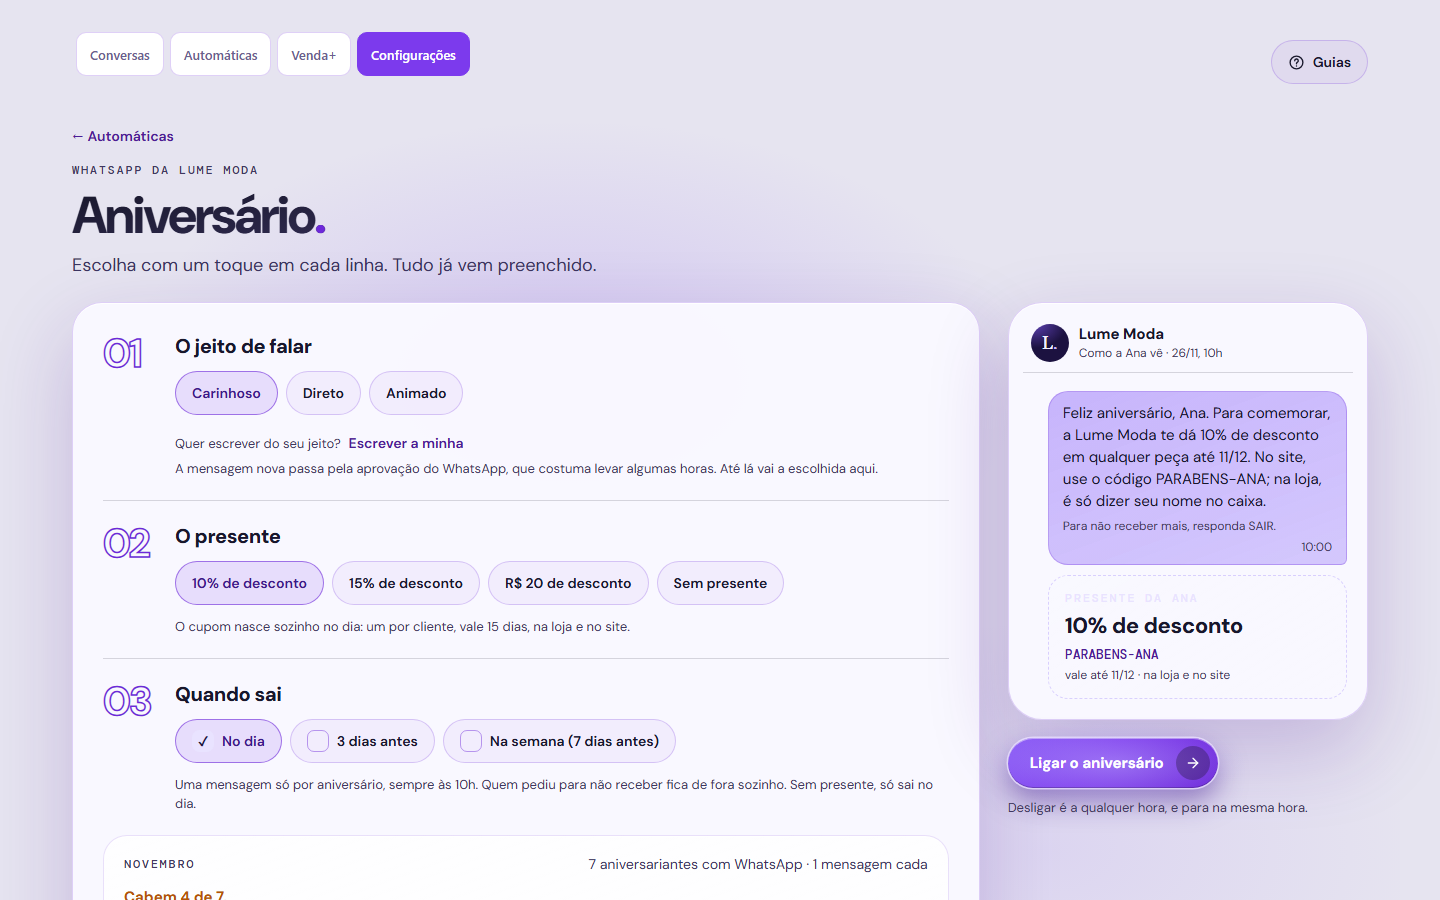 Conversas
Automáticas
Venda+
Configurações
Guias
← Automáticas
WHATSAPP DA LUME MODA
Aniversário.
Escolha com um toque em cada linha. Tudo já vem preenchido.
01
O jeito de falar
Carinhoso
Direto
Animado
Quer escrever do seu jeito? Escrever a minha
A mensagem nova passa pela aprovação do WhatsApp, que costuma levar algumas horas. Até lá vai a escolhida aqui.
02
O presente
10% de desconto
15% de desconto
R$ 20 de desconto
Sem presente
O cupom nasce sozinho no dia: um por cliente, vale 15 dias, na loja e no site.
03
Quando sai
✓ No dia
3 dias antes
Na semana (7 dias antes)
Uma mensagem só por aniversário, sempre às 10h. Quem pediu para não receber fica de fora sozinho. Sem presente, só sai no
dia.
NOVEMBRO
7 aniversariantes com WhatsApp · 1 mensagem cada
Cabem 4 de 7
L.
Lume Moda
Como a Ana vê · 26/11, 10h
Feliz aniversário, Ana. Para comemorar,
a Lume Moda te dá 10% de desconto
em qualquer peça até 11/12. No site,
use o código PARABENS-ANA; na loja,
é só dizer seu nome no caixa.
Para não receber mais, responda SAIR.
10:00
PRESENTE DA ANA
10% de desconto
PARABENS-ANA
vale até 11/12 · na loja e no site
Ligar o aniversário →
Desligar é a qualquer hora, e para na mesma hora.